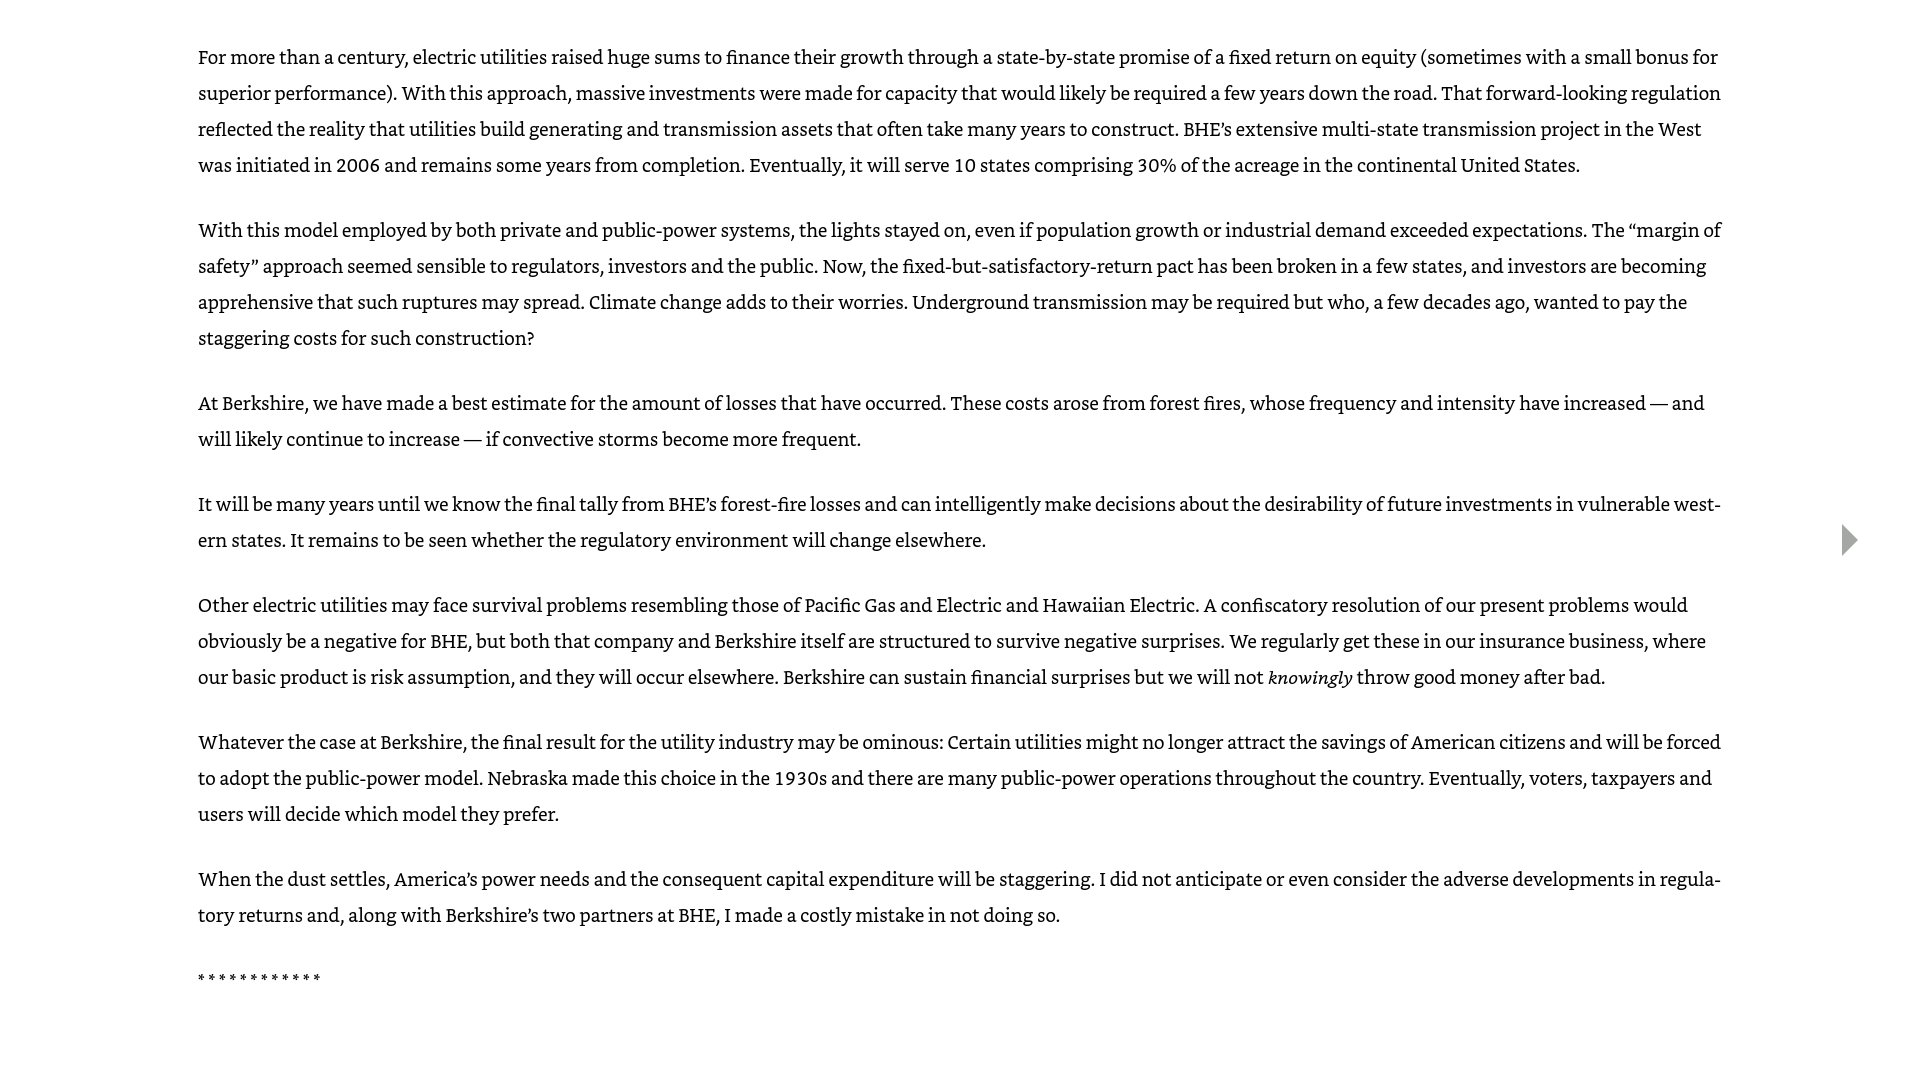 For more than a century, electric utilities raised huge sums to finance their growth through a state-by-state promise of a fixed return on equity (sometimes with a small bonus for
superior performance). With this approach, massive investments were made for capacity that would likely be required a few years down the road. That forward-looking regulation
reflected the reality that utilities build generating and transmission assets that often take many years to construct. BHE’s extensive multi-state transmission project in the West
was initiated in 2006 and remains some years from completion. Eventually, it will serve 10 states comprising 30% of the acreage in the continental United States.
With this model employed by both private and public-power systems, the lights stayed on, even if population growth or industrial demand exceeded expectations. The “margin of
safety” approach seemed sensible to regulators, investors and the public. Now, the fixed-but-satisfactory-return pact has been broken in a few states, and investors are becoming
apprehensive that such ruptures may spread. Climate change adds to their worries. Underground transmission may be required but who, a few decades ago, wanted to pay the
staggering costs for such construction?
At Berkshire, we have made a best estimate for the amount of losses that have occurred. These costs arose from forest fires, whose frequency and intensity have increased — and
will likely continue to increase — if convective storms become more frequent.
It will be many years until we know the final tally from BHE’s forest-fire losses and can intelligently make decisions about the desirability of future investments in vulnerable west-
ern states. It remains to be seen whether the regulatory environment will change elsewhere.
Other electric utilities may face survival problems resembling those of Pacific Gas and Electric and Hawaiian Electric. A confiscatory resolution of our present problems would
obviously be a negative for BHE, but both that company and Berkshire itself are structured to survive negative surprises. We regularly get these in our insurance business, where
our basic product is risk assumption, and they will occur elsewhere. Berkshire can sustain financial surprises but we will not knowingly throw good money after bad.
Whatever the case at Berkshire, the final result for the utility industry may be ominous: Certain utilities might no longer attract the savings of American citizens and will be forced
to adopt the public-power model. Nebraska made this choice in the 1930s and there are many public-power operations throughout the country. Eventually, voters, taxpayers and
users will decide which model they prefer.
When the dust settles, America’s power needs and the consequent capital expenditure will be staggering. I did not anticipate or even consider the adverse developments in regula-
tory returns and, along with Berkshire’s two partners at BHE, I made a costly mistake in not doing so.
* * * * * * * * * * * *